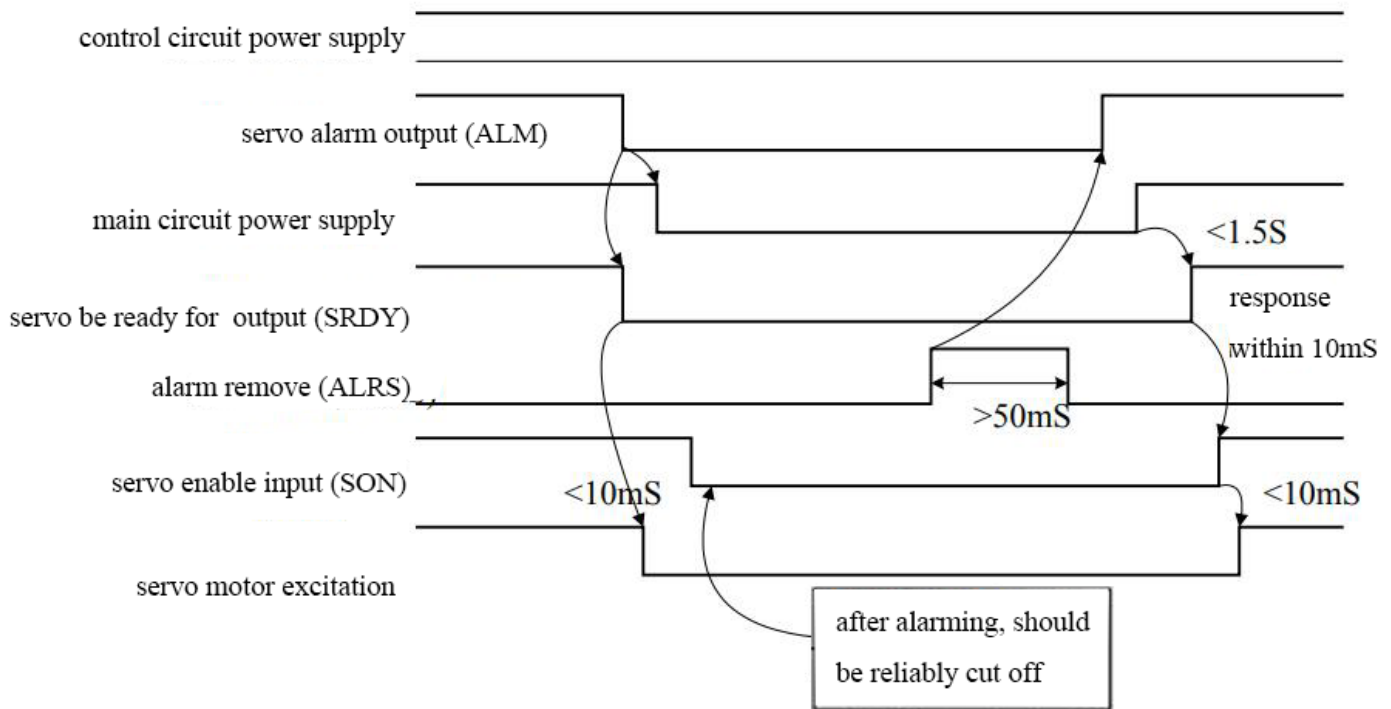 control circuit power supply
servo alarm output (ALM)
main circuit power supply
<1.5S
servo be ready for output (SRDY)
response
within 10mS
alarm remove (ALRS)
>50mS
servo enable input (SON)
<10mS
<10mS
servo motor excitation
after alarming, should
be reliably cut off